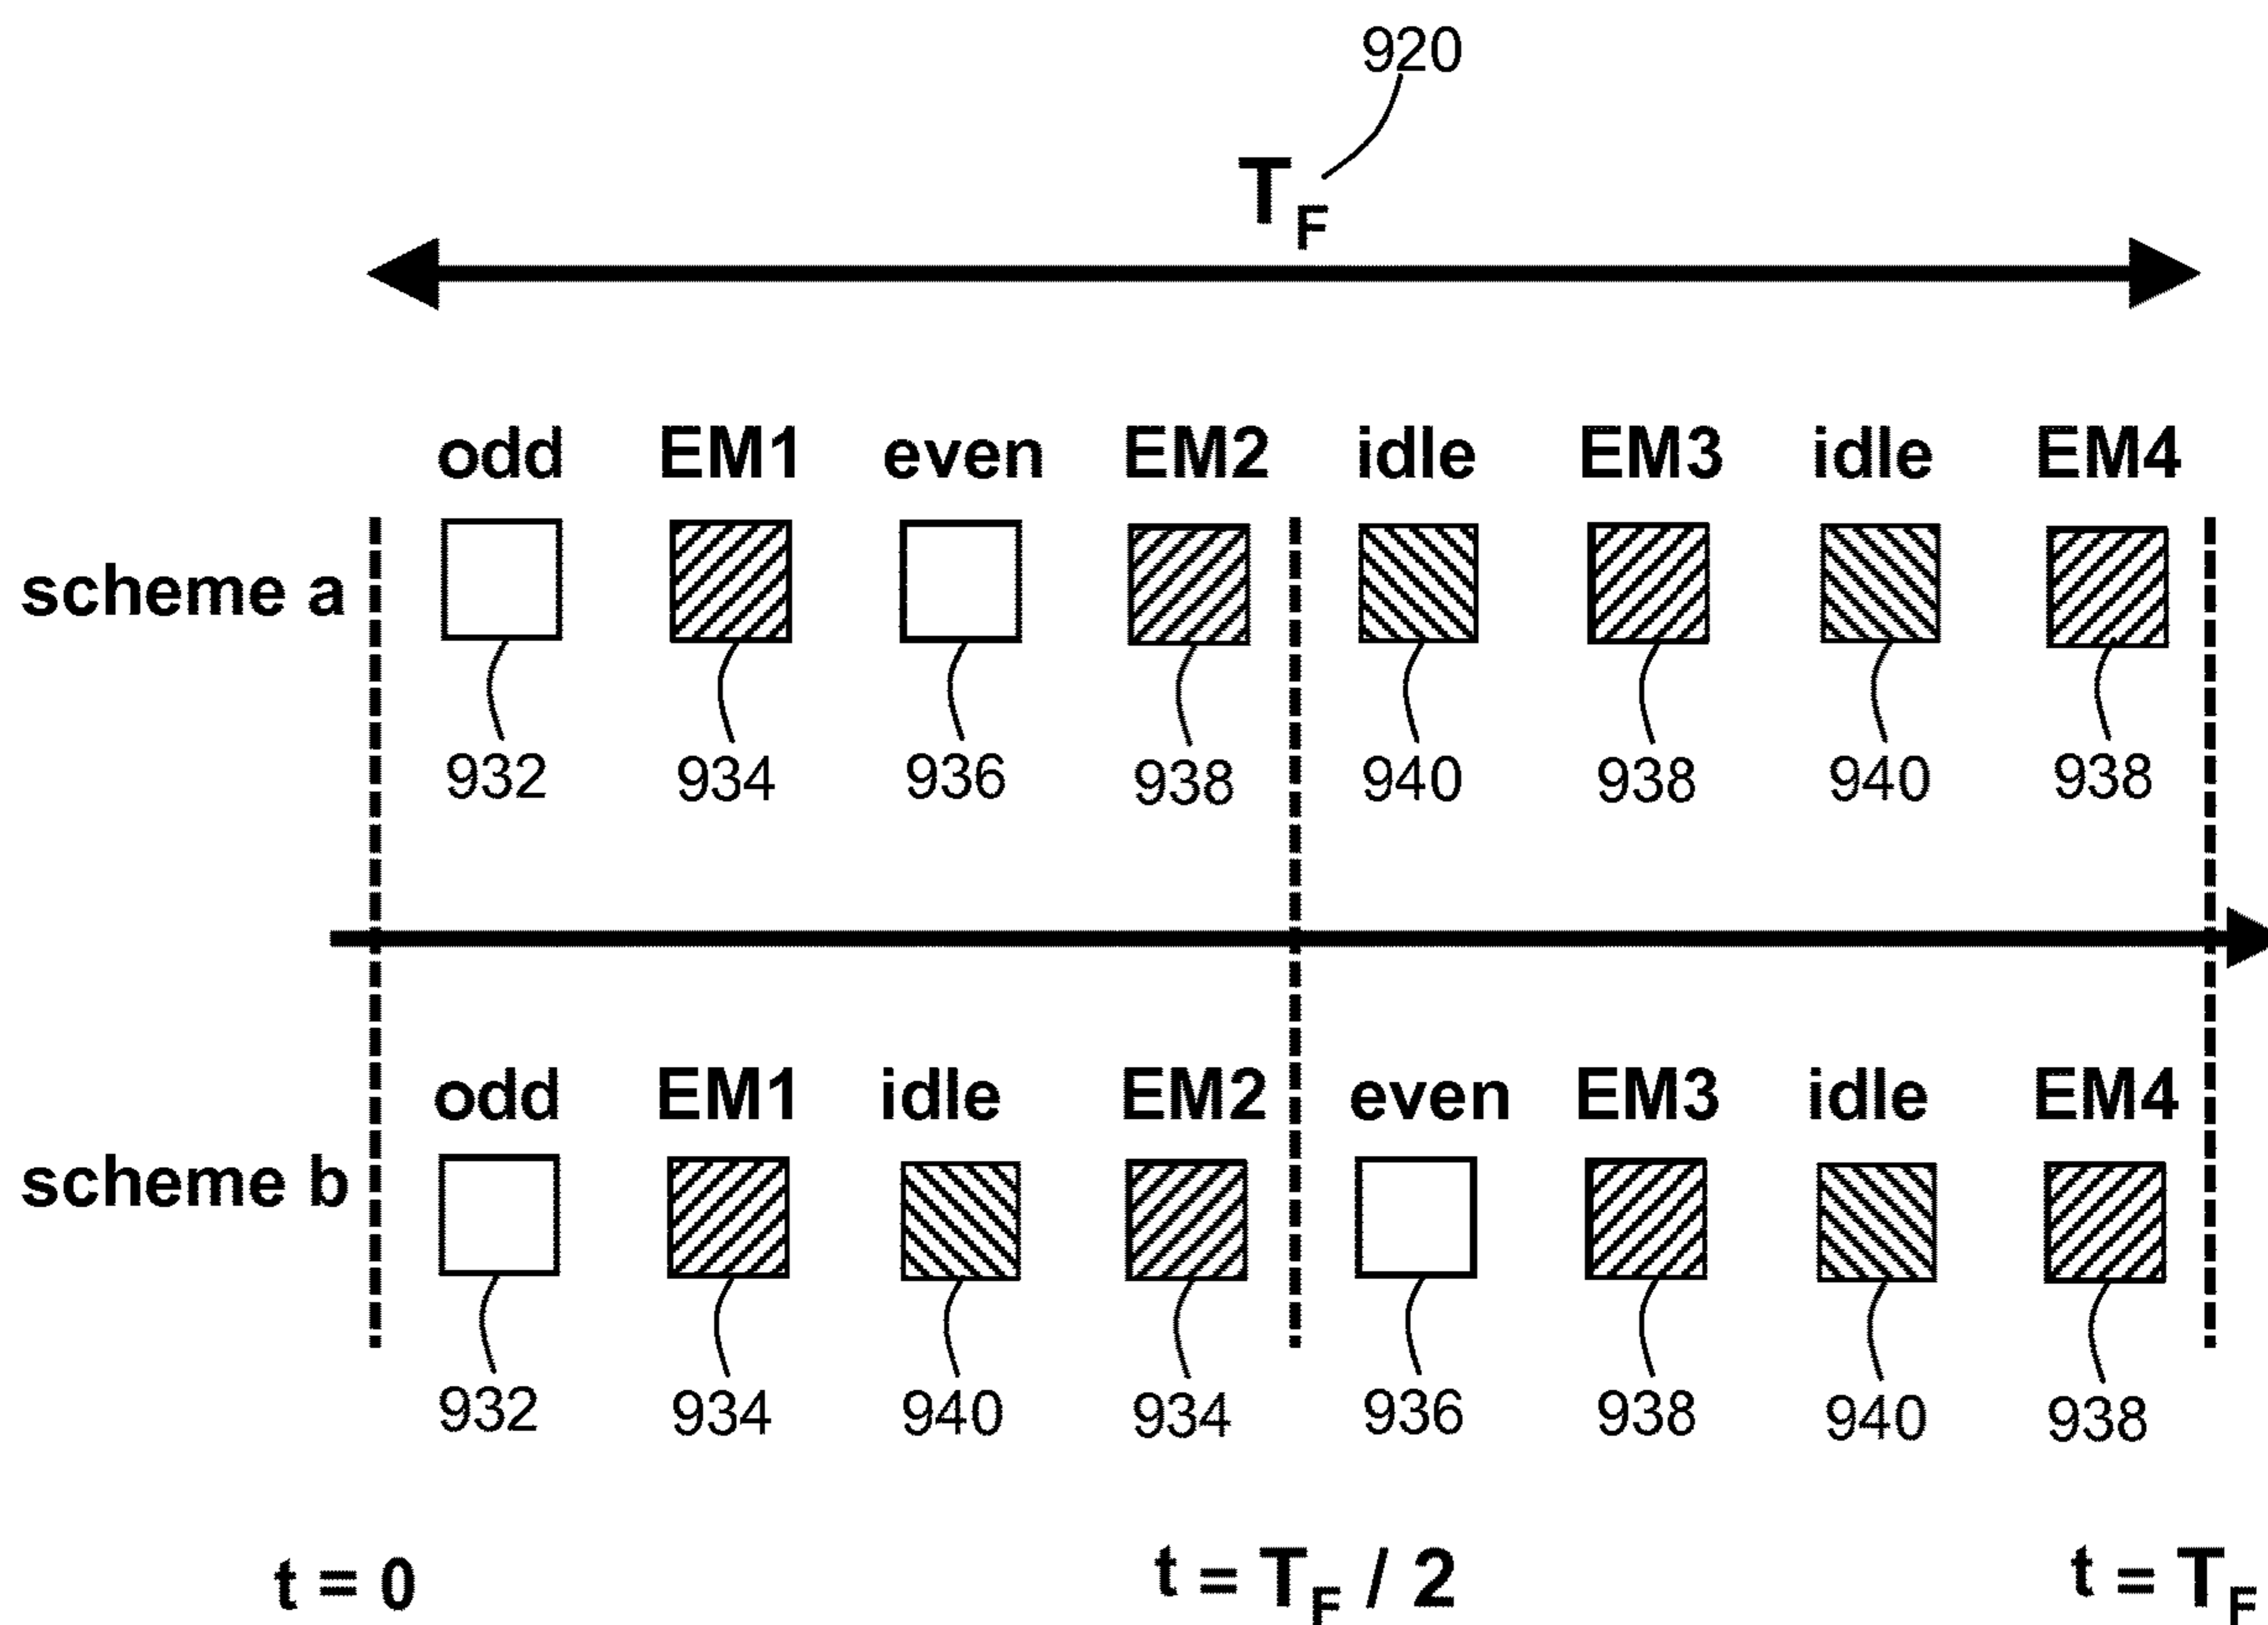 920
TF
odd EM1 even EM2 idle EM3 idle EM4
scheme a
932 934 936 938 940 938 940 938
odd EM1 idle EM2 even EM3 idle EM4
scheme b
932 934 940 934 936 938 940 938
t = 0 t = TF / 2 t = TF